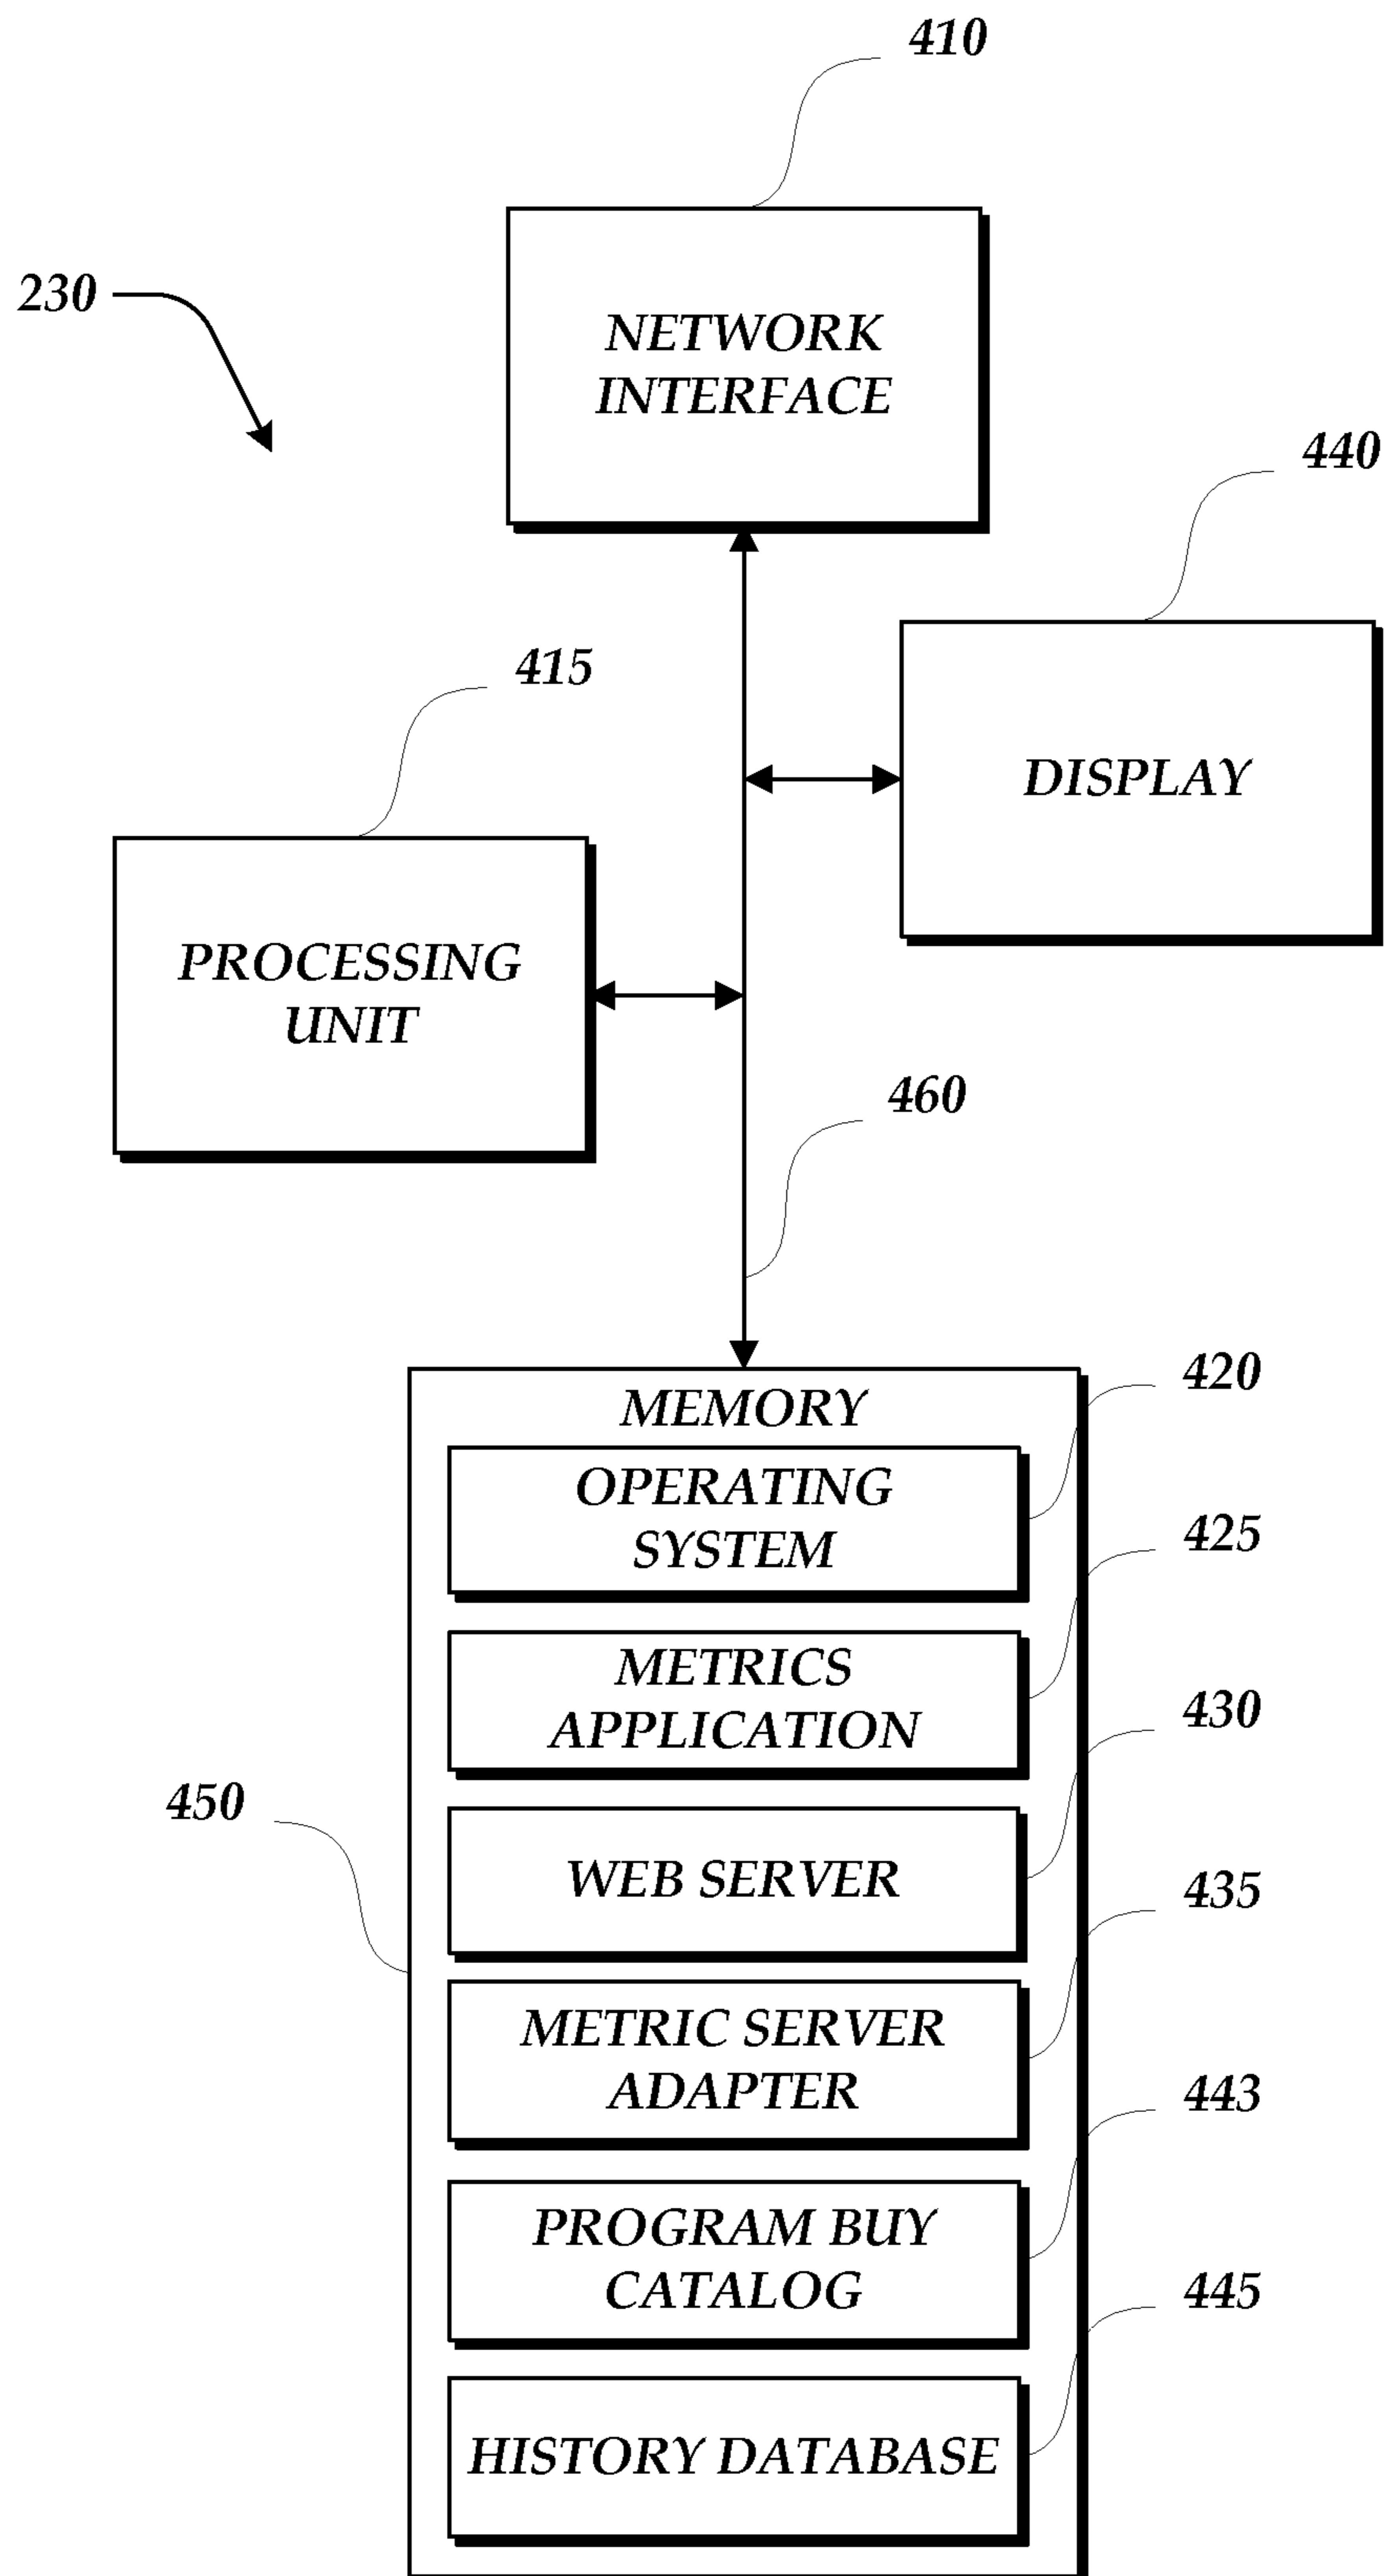 410
230
NETWORK
INTERFACE
440
415
DISPLAY
PROCESSING
UNIT
460
MEMORY
420
OPERATING
SYSTEM
425
METRICS
APPLICATION
430
450
WEB SERVER
435
METRIC SERVER
ADAPTER
443
PROGRAM BUY
CATALOG
445
HISTORY DATABASE